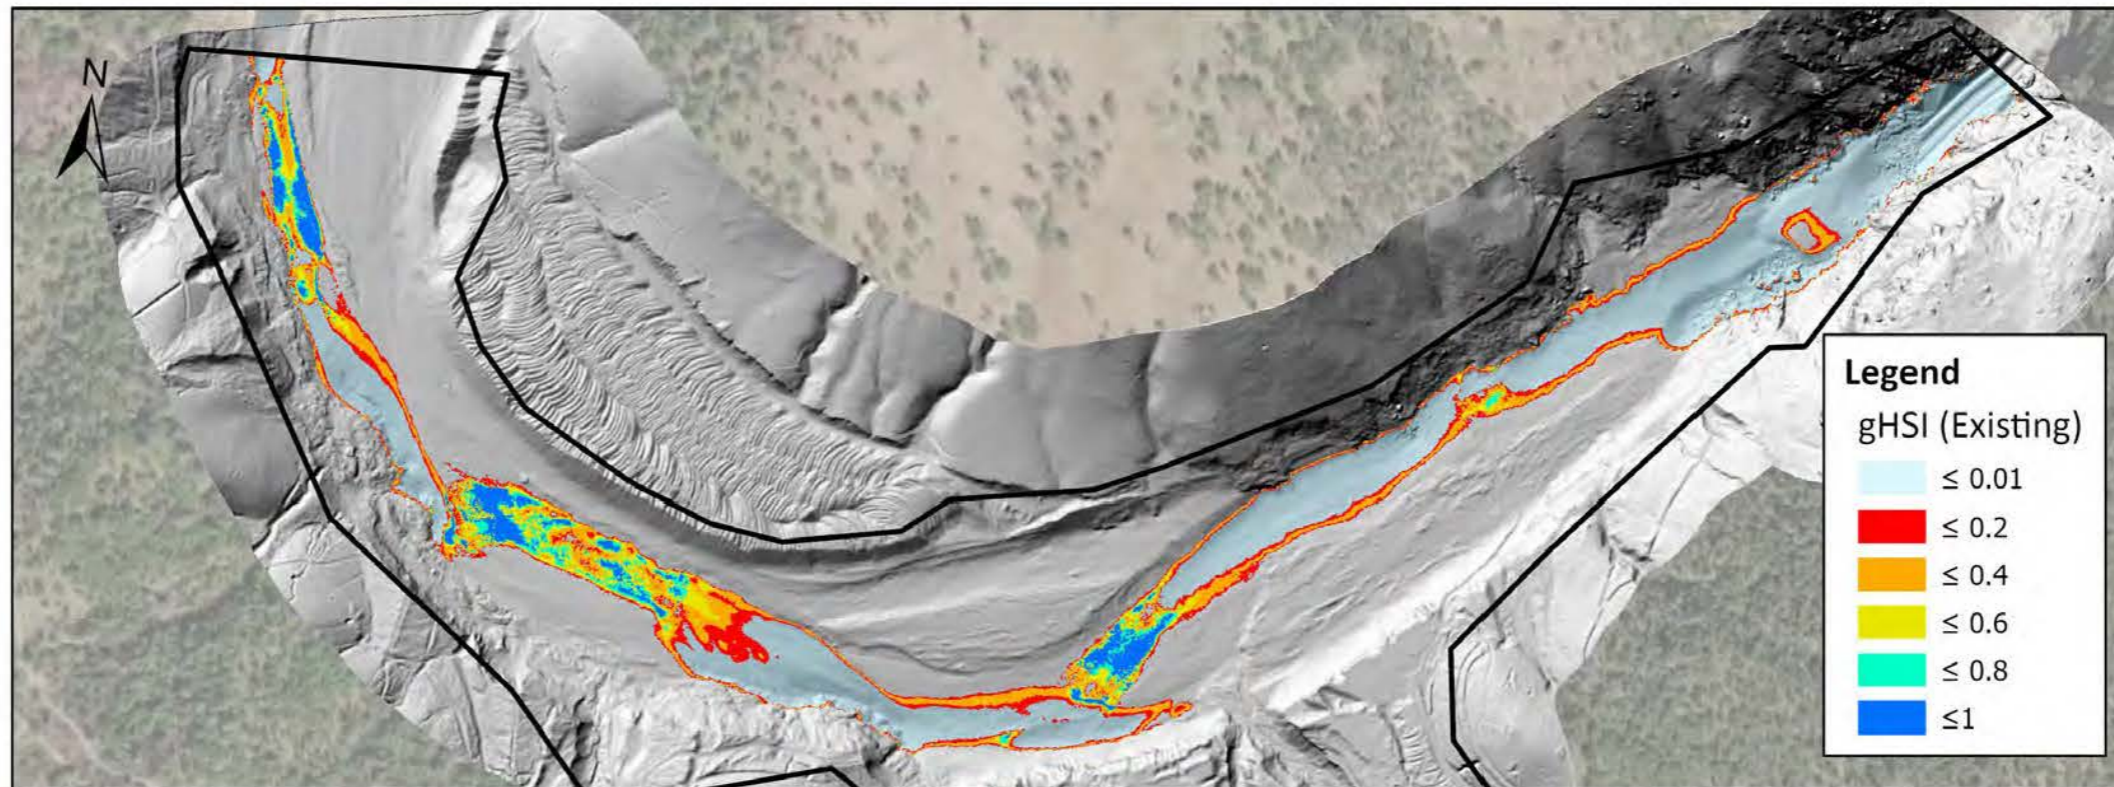 N
Legend
gHSI (Existing)
≤ 0.01
≤ 0.2
≤ 0.4
≤ 0.6
≤ 0.8
≤1